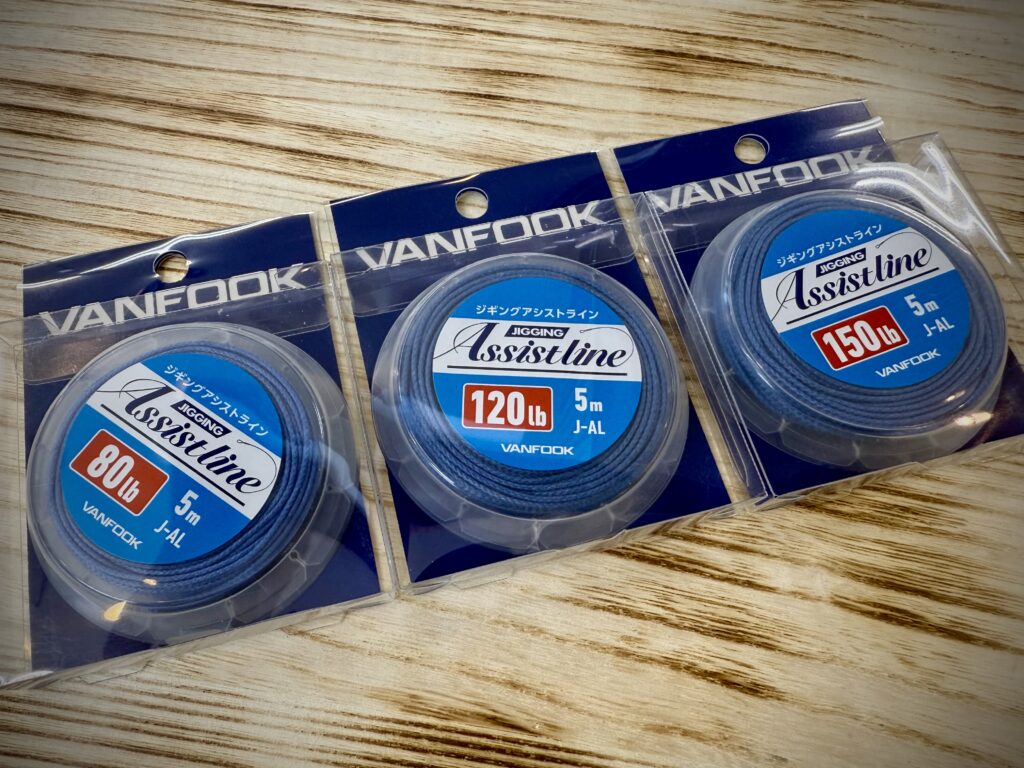 VANFOOK
ジギングアシストライン
JIGGING
Assist line
80lb
5m
J-AL
VANFOOK
VANFOOK
ジギングアシストライン
JIGGING
Assist line
120lb
5m
J-AL
VANFOOK
VANFOOK
ジギングアシストライン
JIGGING
Assist line
150lb
5m
J-AL
VANFOOK